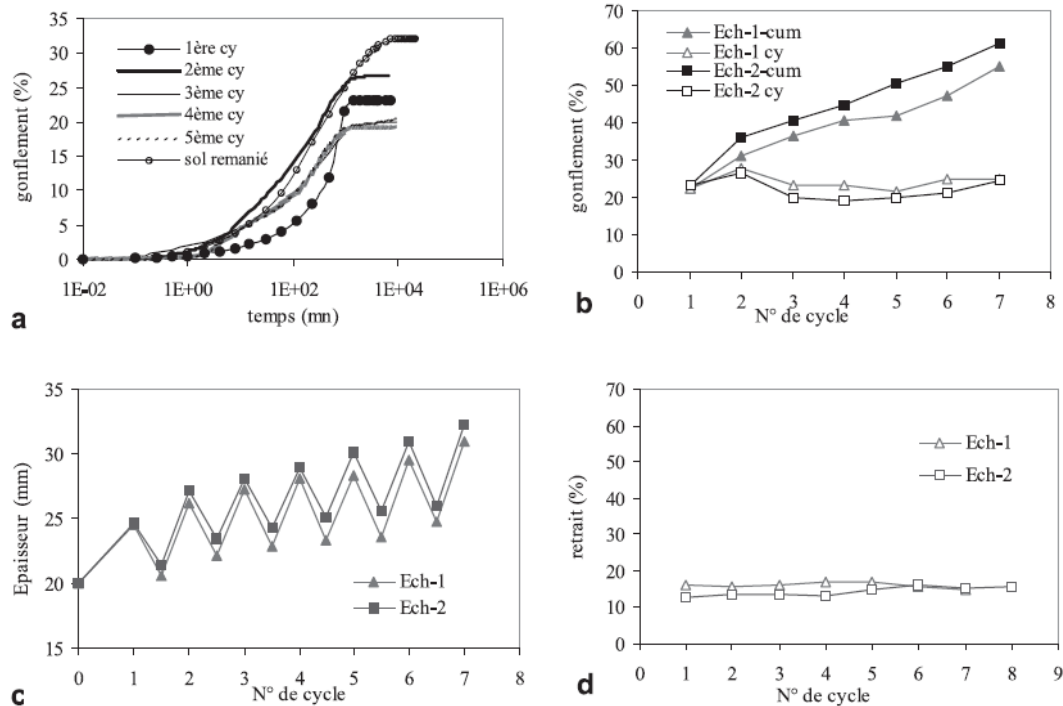 35
30
25
20
15
10
5
0
gonflement (%)
1ère cy
2ème cy
3ème cy
4ème cy
5ème cy
sol remanié
1E-02 1E+00 1E+02 1E+04 1E+06
temps (mn)
a
70
60
50
40
30
20
10
0
gonflement (%)
Ech-1-cum
Ech-1 cy
Ech-2-cum
Ech-2 cy
0 1 2 3 4 5 6 7 8
N° de cycle
b
35
30
25
20
15
Epaisseur (mm)
Ech-1
Ech-2
0 1 2 3 4 5 6 7 8
N° de cycle
c
70
60
50
40
30
20
10
0
retrait (%)
Ech-1
Ech-2
0 1 2 3 4 5 6 7 8 9
N° de cycle
d